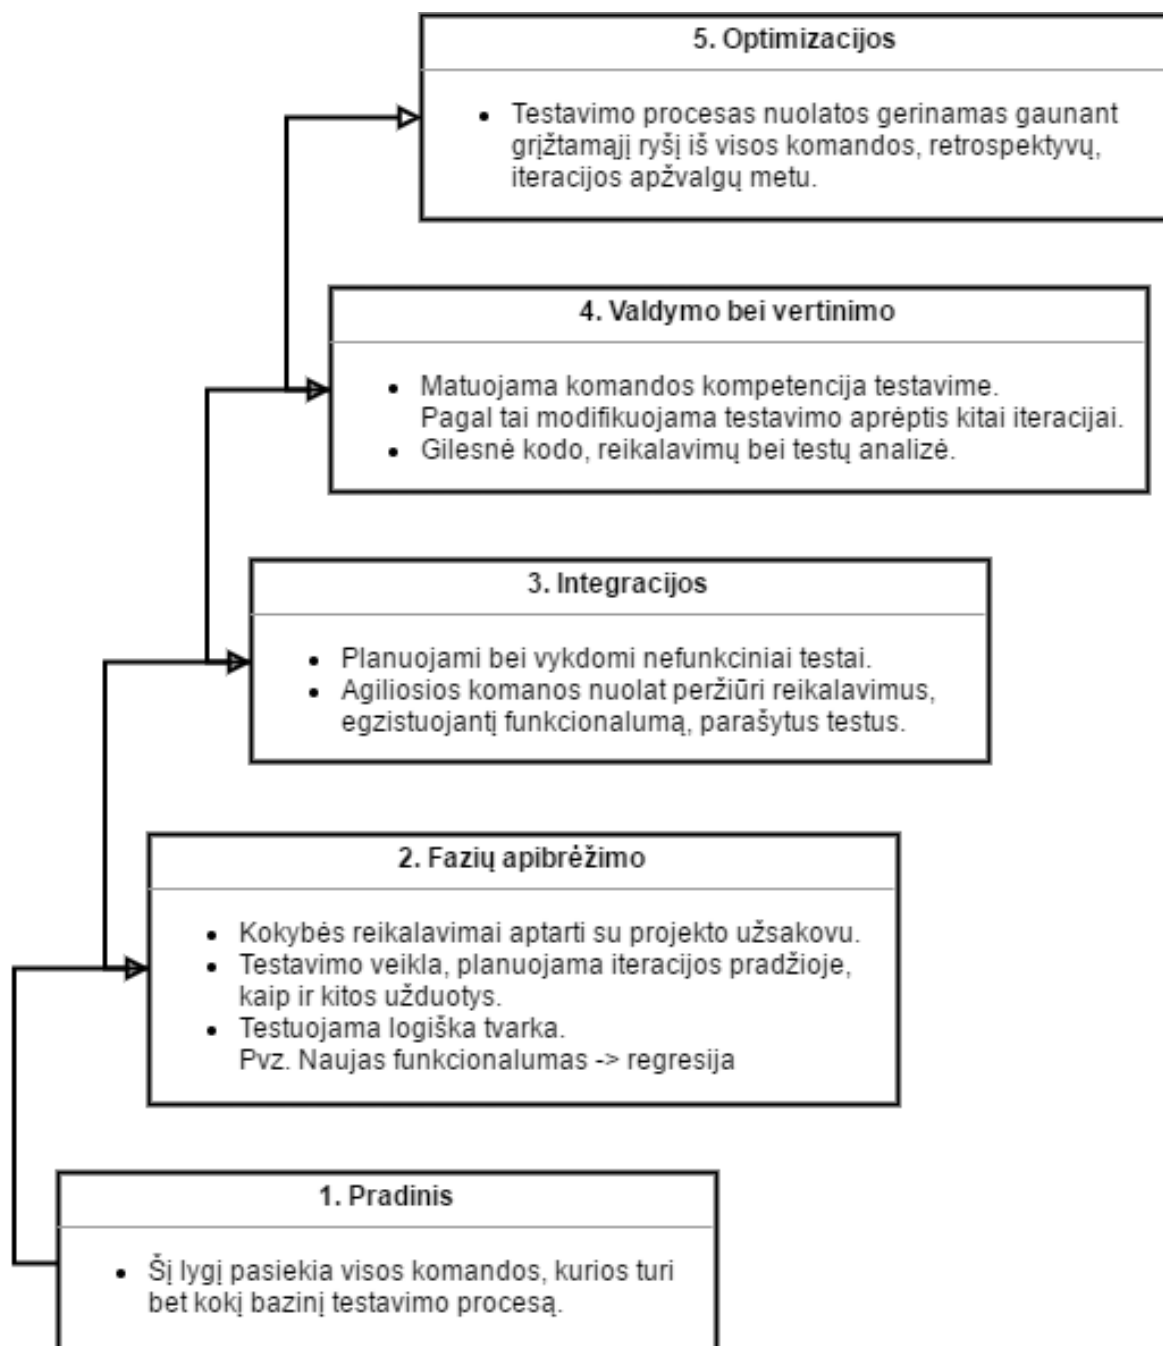 5. Optimizacijos
• Testavimo procesas nuolatos gerinamas gaunant
grįžtamąjį ryšį iš visos komandos, retrospektyvų,
iteracijos apžvalgų metu.
4. Valdymo bei vertinimo
• Matuojama komandos kompetencija testavime.
Pagal tai modifikuojama testavimo aprėptis kitai iteracijai.
• Gilesnė kodo, reikalavimų bei testų analizė.
3. Integracijos
• Planuojami bei vykdomi nefunkciniai testai.
• Agiliosios komanos nuolat peržiūri reikalavimus,
egzistuojantį funkcionalumą, parašytus testus.
2. Fazių apibrėžimo
• Kokybės reikalavimai aptarti su projekto užsakovu.
• Testavimo veikla, planuojama iteracijos pradžioje,
kaip ir kitos užduotys.
• Testuojama logiška tvarka.
Pvz. Naujas funkcionalumas -> regresija
1. Pradinis
• Šį lygį pasiekia visos komandos, kurios turi
bet kokį bazinį testavimo procesą.